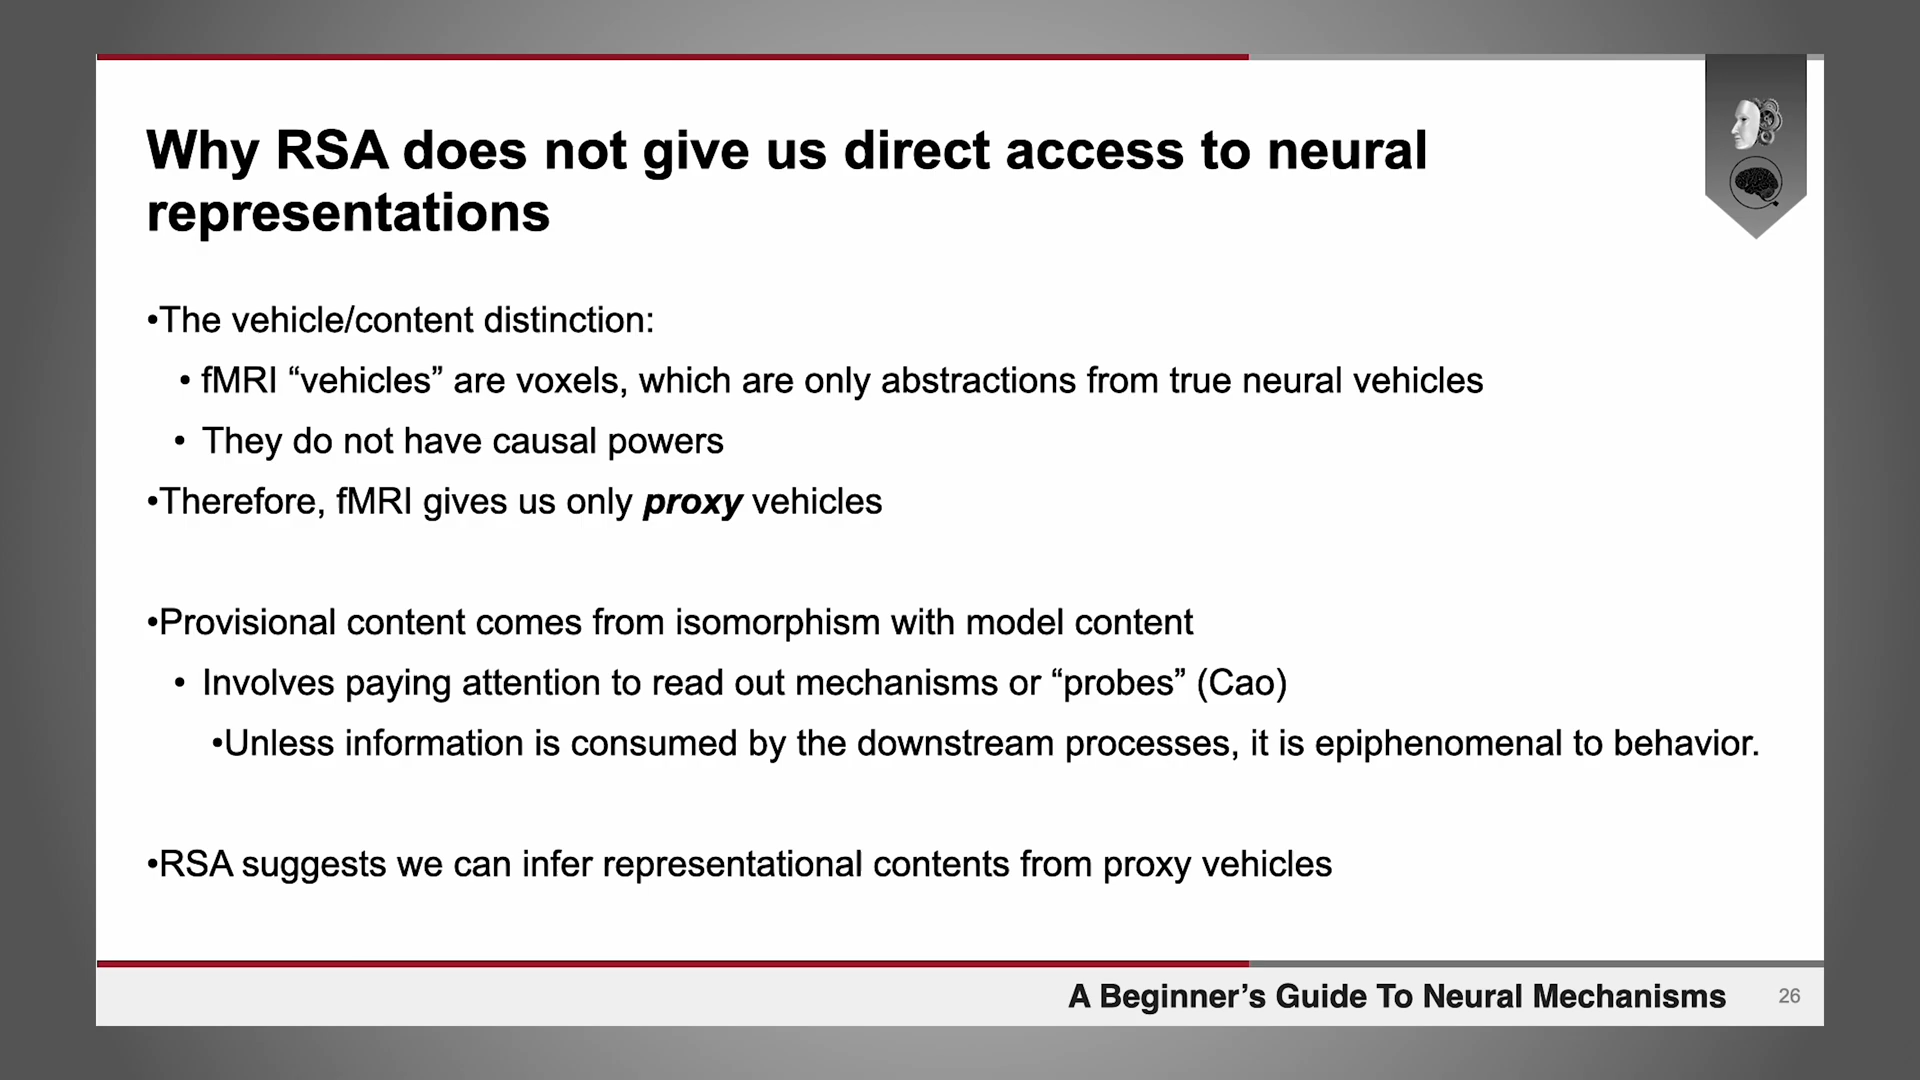 Why RSA does not give us direct access to neural
representations
•The vehicle/content distinction:
• fMRI “vehicles” are voxels, which are only abstractions from true neural vehicles
• They do not have causal powers
•Therefore, fMRI gives us only proxy vehicles
•Provisional content comes from isomorphism with model content
• Involves paying attention to read out mechanisms or “probes” (Cao)
•Unless information is consumed by the downstream processes, it is epiphenomenal to behavior.
•RSA suggests we can infer representational contents from proxy vehicles
A Beginner’s Guide To Neural Mechanisms 26